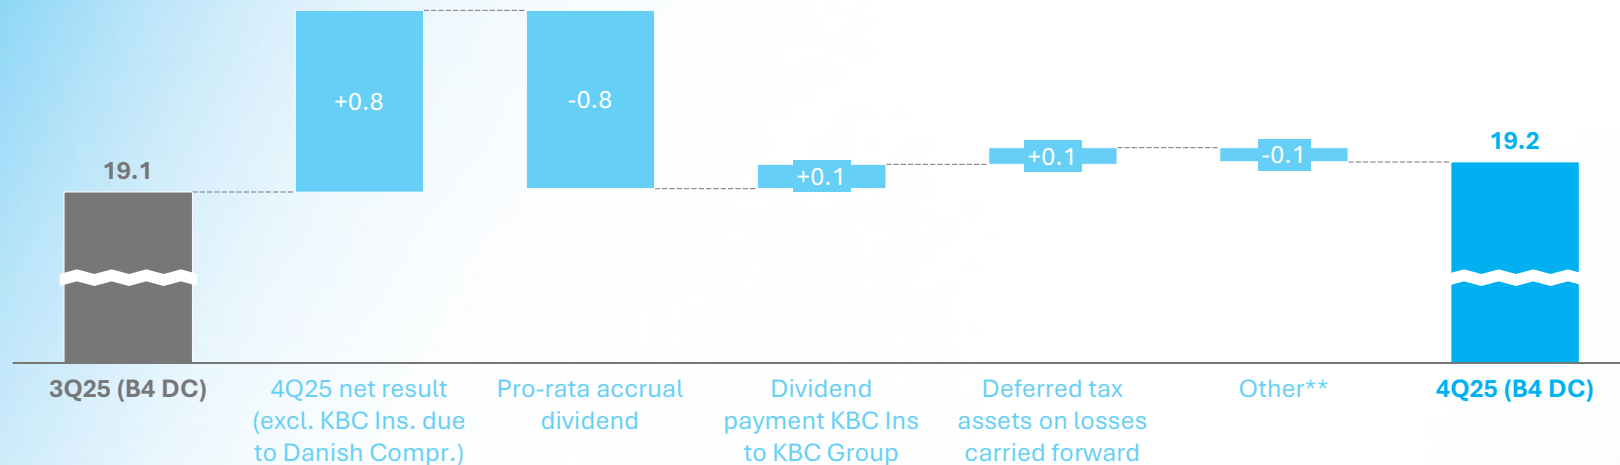 +0.8
-0.8
19.1
+0.1
+0.1
-0.1
19.2
3Q25 (B4 DC)
4Q25 net result
(excl. KBC Ins. due
to Danish Compr.)
Pro-rata accrual
dividend
Dividend
payment KBC Ins
to KBC Group
Deferred tax
assets on losses
carried forward
Other**
4Q25 (B4 DC)